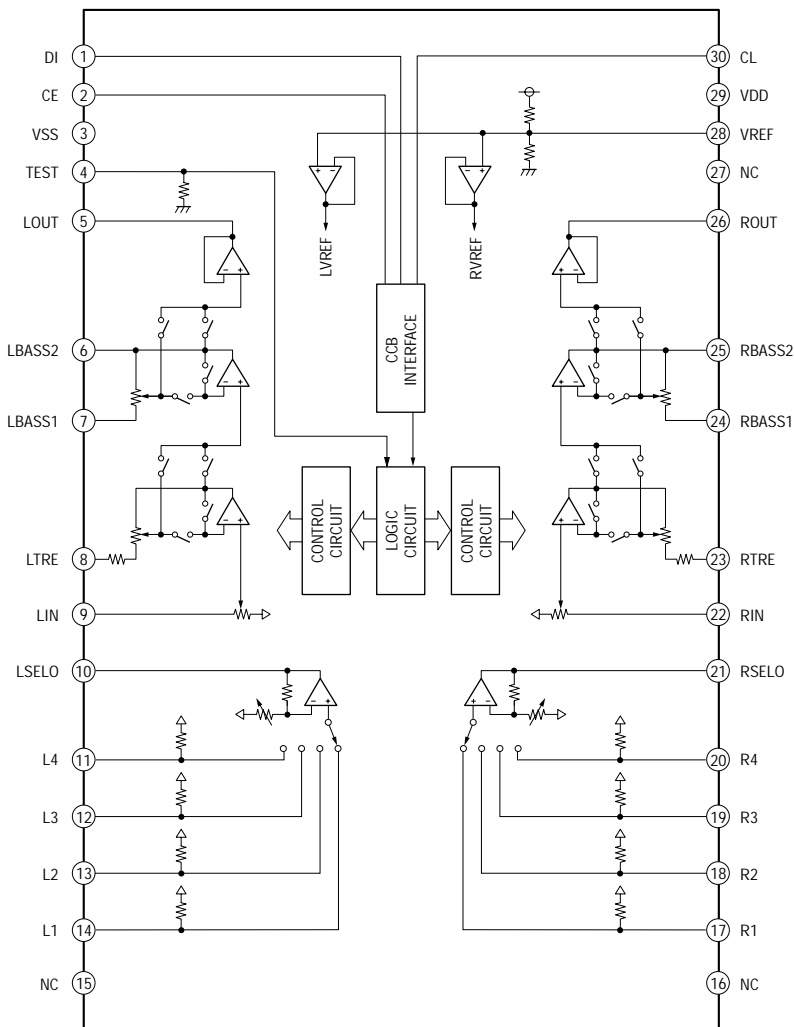 DI 1
CE 2
VSS 3
TEST 4
LOUT 5
LBASS2 6
LBASS1 7
LTRE 8
LIN 9
LSELO 10
L4 11
L3 12
L2 13
L1 14
NC 15
LVREF
RVREF
+ -
- +
- +
+ -
CCB
INTERFACE
- +
+ -
CONTROL
CIRCUIT
LOGIC
CIRCUIT
CONTROL
CIRCUIT
- +
+ -
- +
+ -
- +
+ -
30 CL
29 VDD
28 VREF
27 NC
26 ROUT
25 RBASS2
24 RBASS1
23 RTRE
22 RIN
21 RSELO
20 R4
19 R3
18 R2
17 R1
16 NC